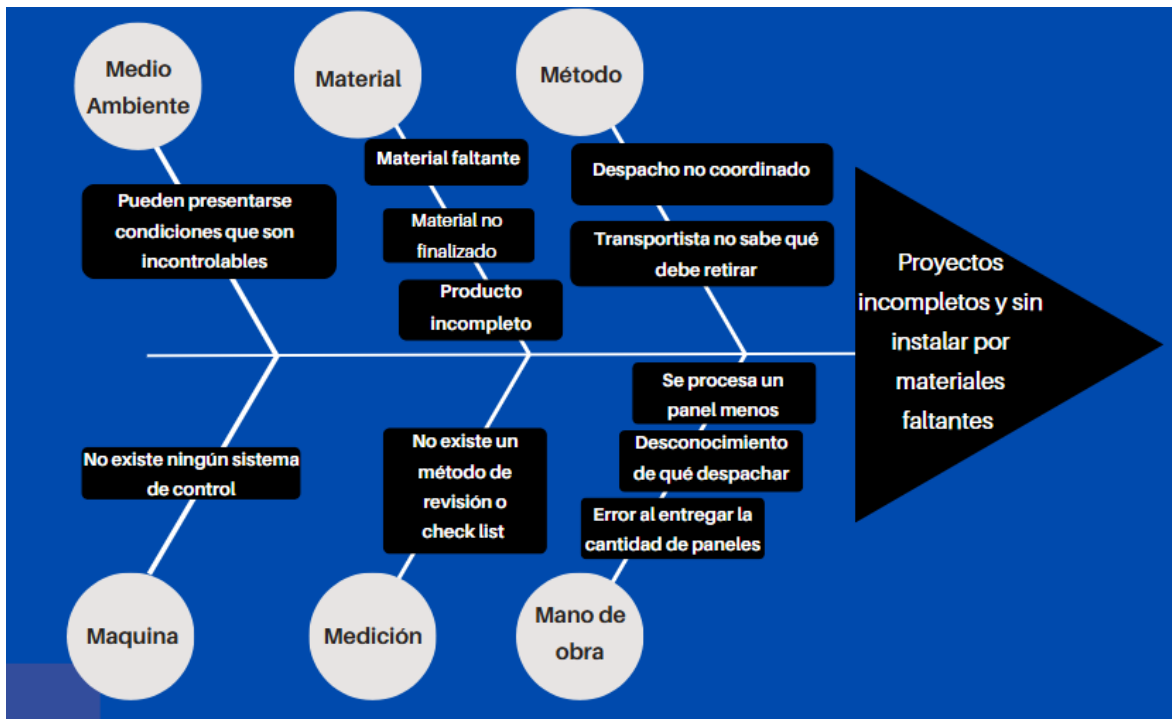 Medio
Ambiente
Material
Método
Pueden presentarse
condiciones que son
incontrolables
Material faltante
Material no
finalizado
Producto
incompleto
Despacho no coordinado
Transportista no sabe qué
debe retirar
Proyectos
incompletos y sin
instalar por
materiales
faltantes
No existe ningún sistema
de control
No existe un
método de
revisión o
check list
Se procesa un
panel menos
Desconocimiento
de qué despachar
Error al entregar la
cantidad de paneles
Maquina
Medición
Mano de
obra